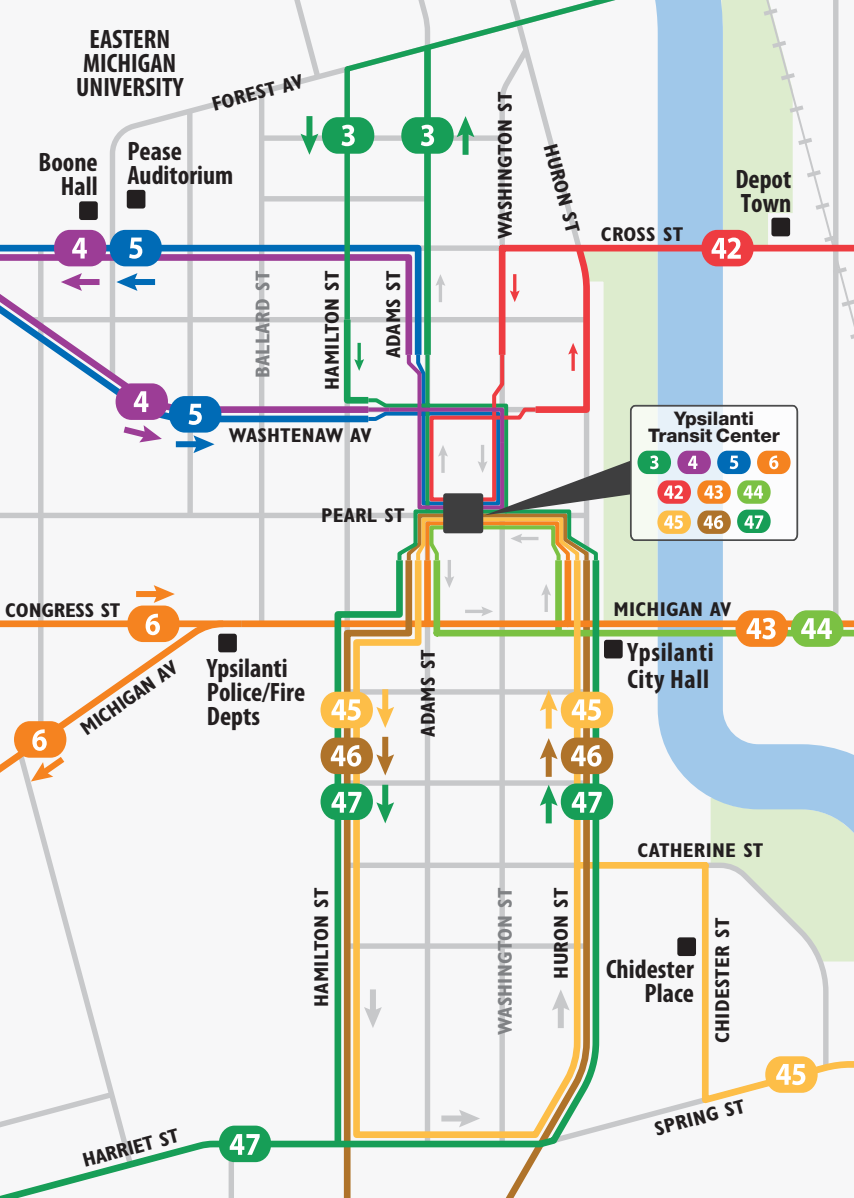 EASTERN
MICHIGAN
UNIVERSITY
FOREST AV
3
3
WASHINGTON ST
HURON ST
Boone
Hall
Pease
Auditorium
Depot
Town
4
5
CROSS ST
42
BALLARD ST
HAMILTON ST
ADAMS ST
4
5
WASHTENAW AV
Ypsilanti
Transit Center
3
4
5
6
42
43
44
45
46
47
PEARL ST
CONGRESS ST
6
MICHIGAN AV
43
44
Ypsilanti
Police/Fire
Depts
Ypsilanti
City Hall
MICHIGAN AV
ADAMS ST
6
45
45
46
46
47
47
CATHERINE ST
HAMILTON ST
WASHINGTON ST
HURON ST
Chidester
Place
CHIDESTER ST
45
SPRING ST
HARRIET ST
47